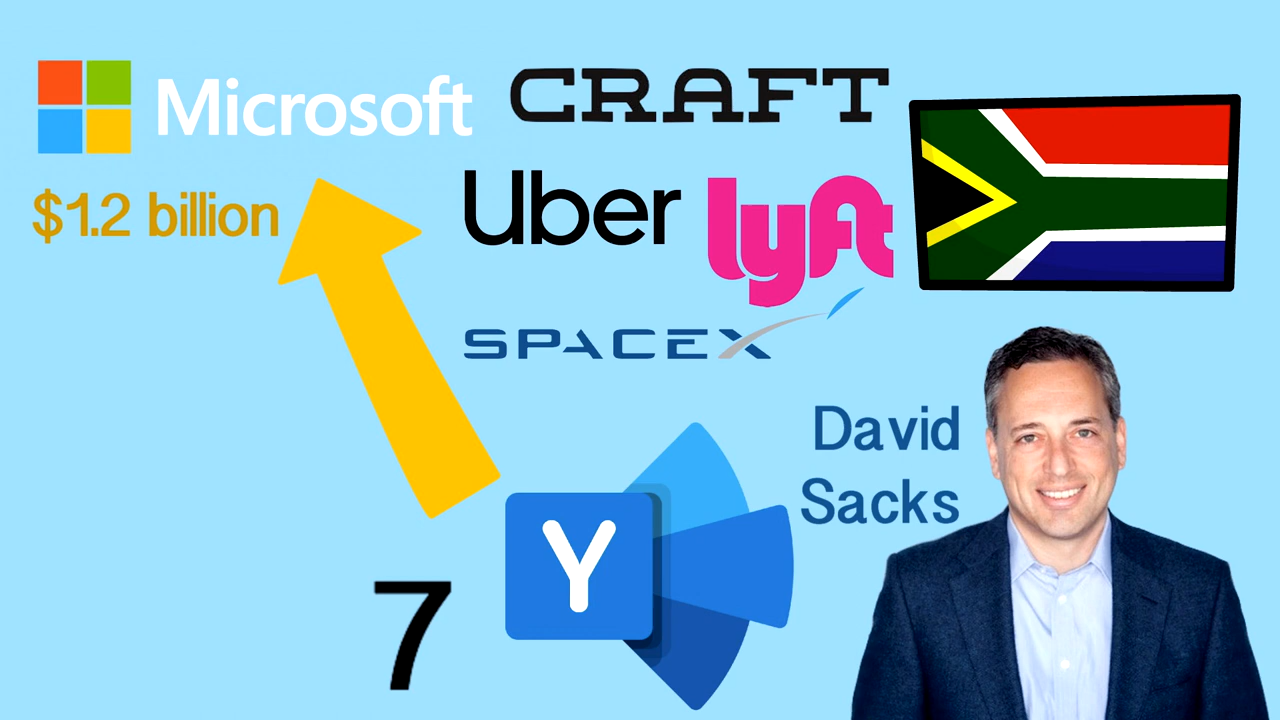 Microsoft
CRAFT
$1.2 billion
Uber
lyft
SPACEX
David
Sacks
Y
7